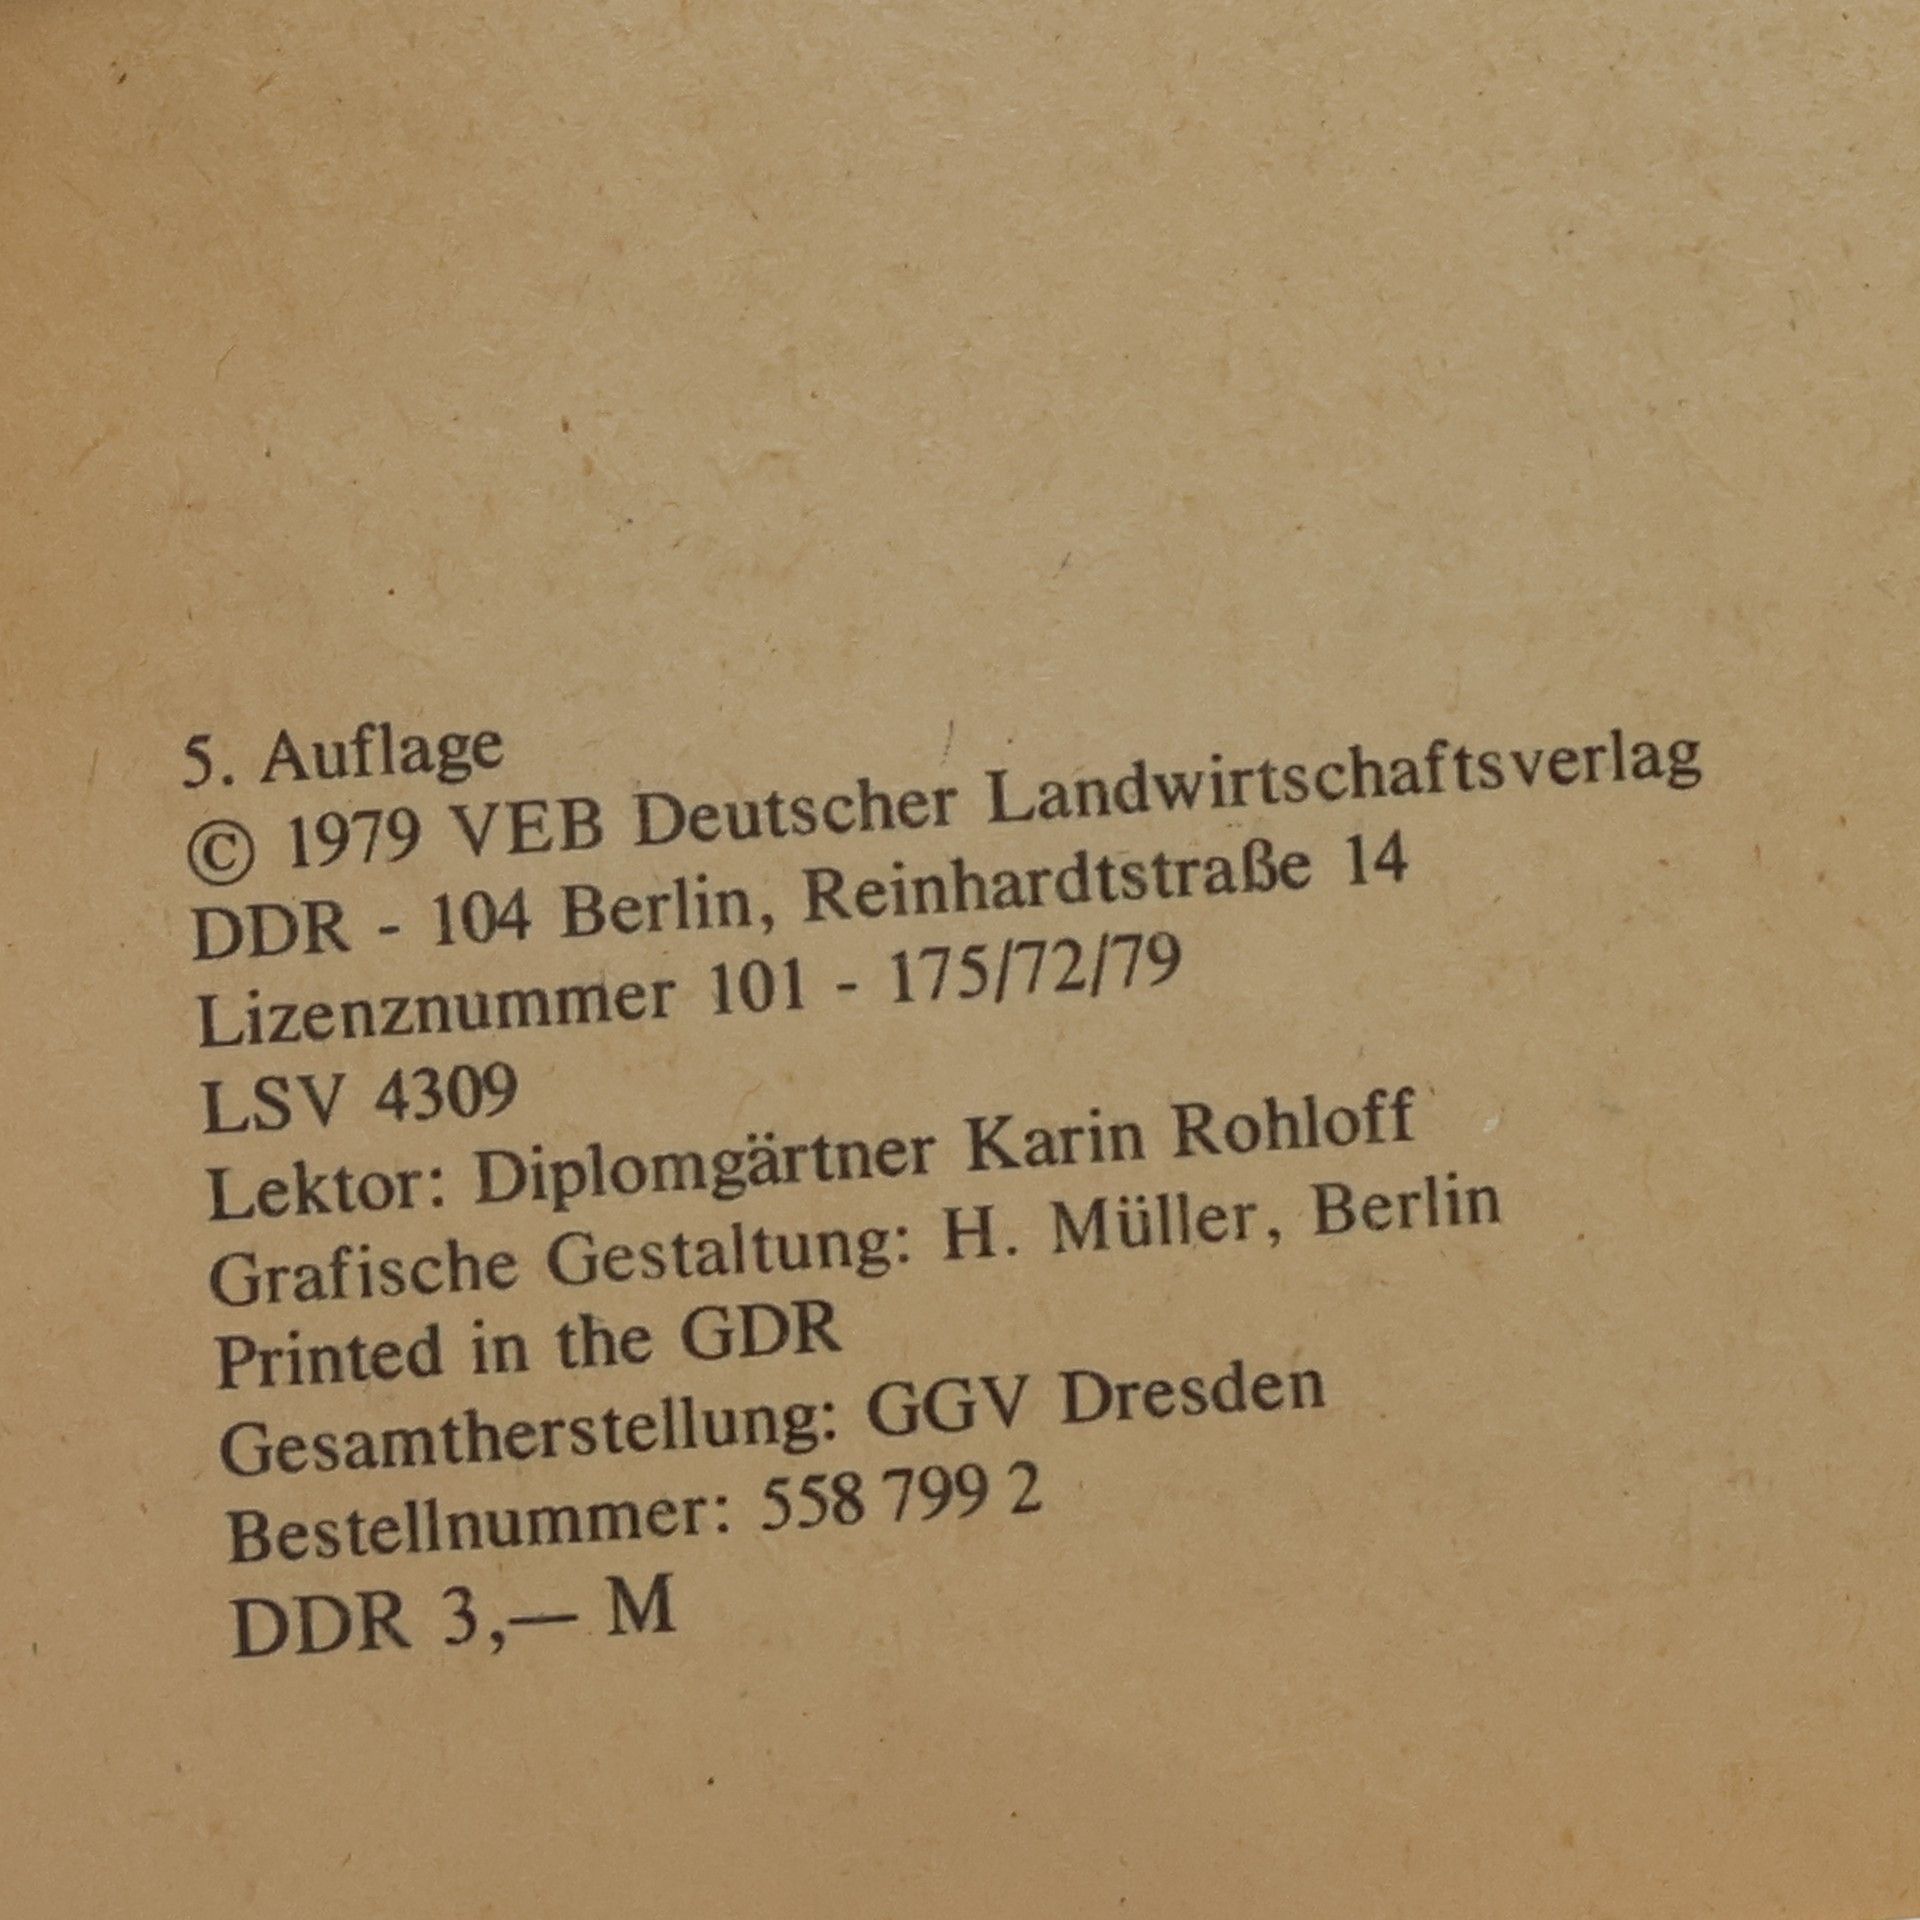 5. Auflage
© 1979 VEB Deutscher Landwirtschaftsverlag
DDR - 104 Berlin, Reinhardtstraße 14
Lizenznummer 101 - 175/72/79
LSV 4309
Lektor: Diplomgärtner Karin Rohloff
Grafische Gestaltung: H. Müller, Berlin
Printed in the GDR
Gesamtherstellung: GGV Dresden
Bestellnummer: 558 799 2
DDR 3,— M